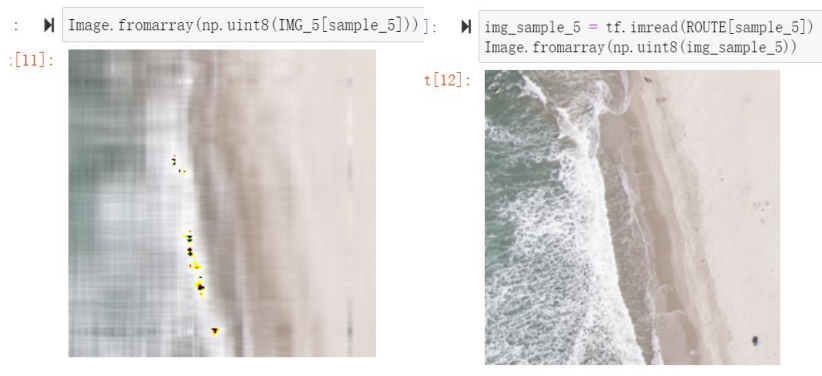 :
Image.fromarray(np.uint8(IMG_5[sample_5]))
:[11]:
]:
img_sample_5 = tf.imread(ROUTE[sample_5])
Image.fromarray(np.uint8(img_sample_5))
t[12]: